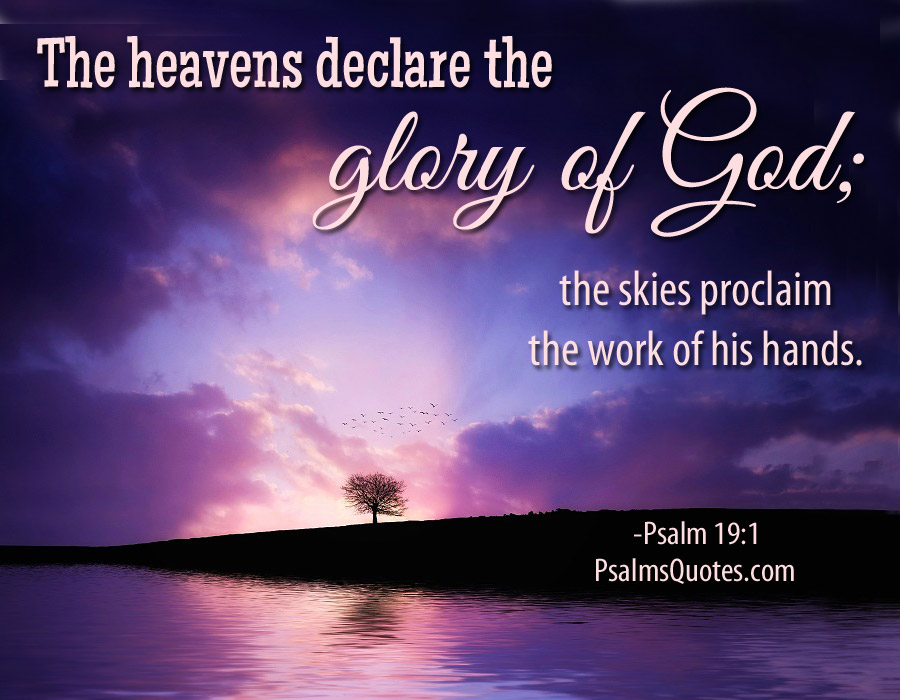 The heavens declare the
glory of God;
the skies proclaim
the work of his hands.
-Psalm 19:1
PsalmsQuotes.com